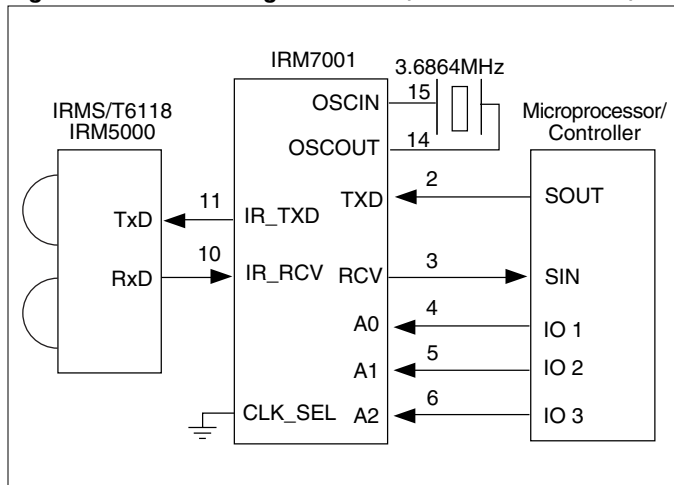 IRM7001
3.6864MHz
IRMS/T6118
IRM5000
Microprocessor/
Controller
OSCIN
15
OSCOUT
14
TXD
2
SOUT
TxD
11
IR_TXD
RxD
10
IR_RCV
RCV
3
SIN
A0
4
IO 1
A1
5
IO 2
CLK_SEL
A2
6
IO 3